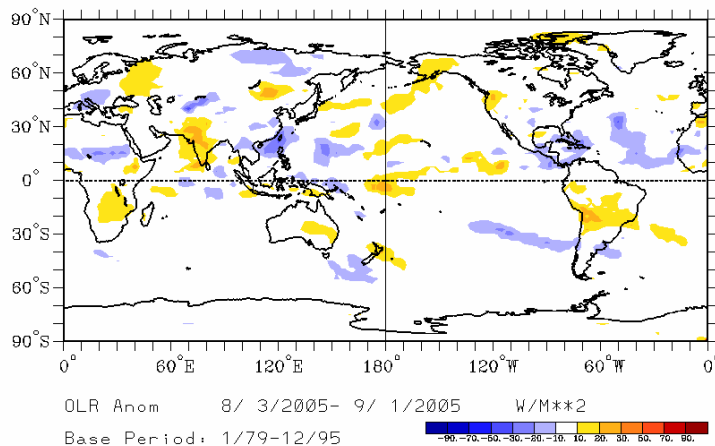 90°N
60°N
30°N
0°
30°S
60°S
90°S
0° 60°E 120°E 180° 120°W 60°W 0°
OLR Anom 8/ 3/2005- 9/ 1/2005 W/M**2
Base Period: 1/79-12/95
-90.-70.-50.-30.-20.-10. 10. 20. 30. 50. 70. 90.